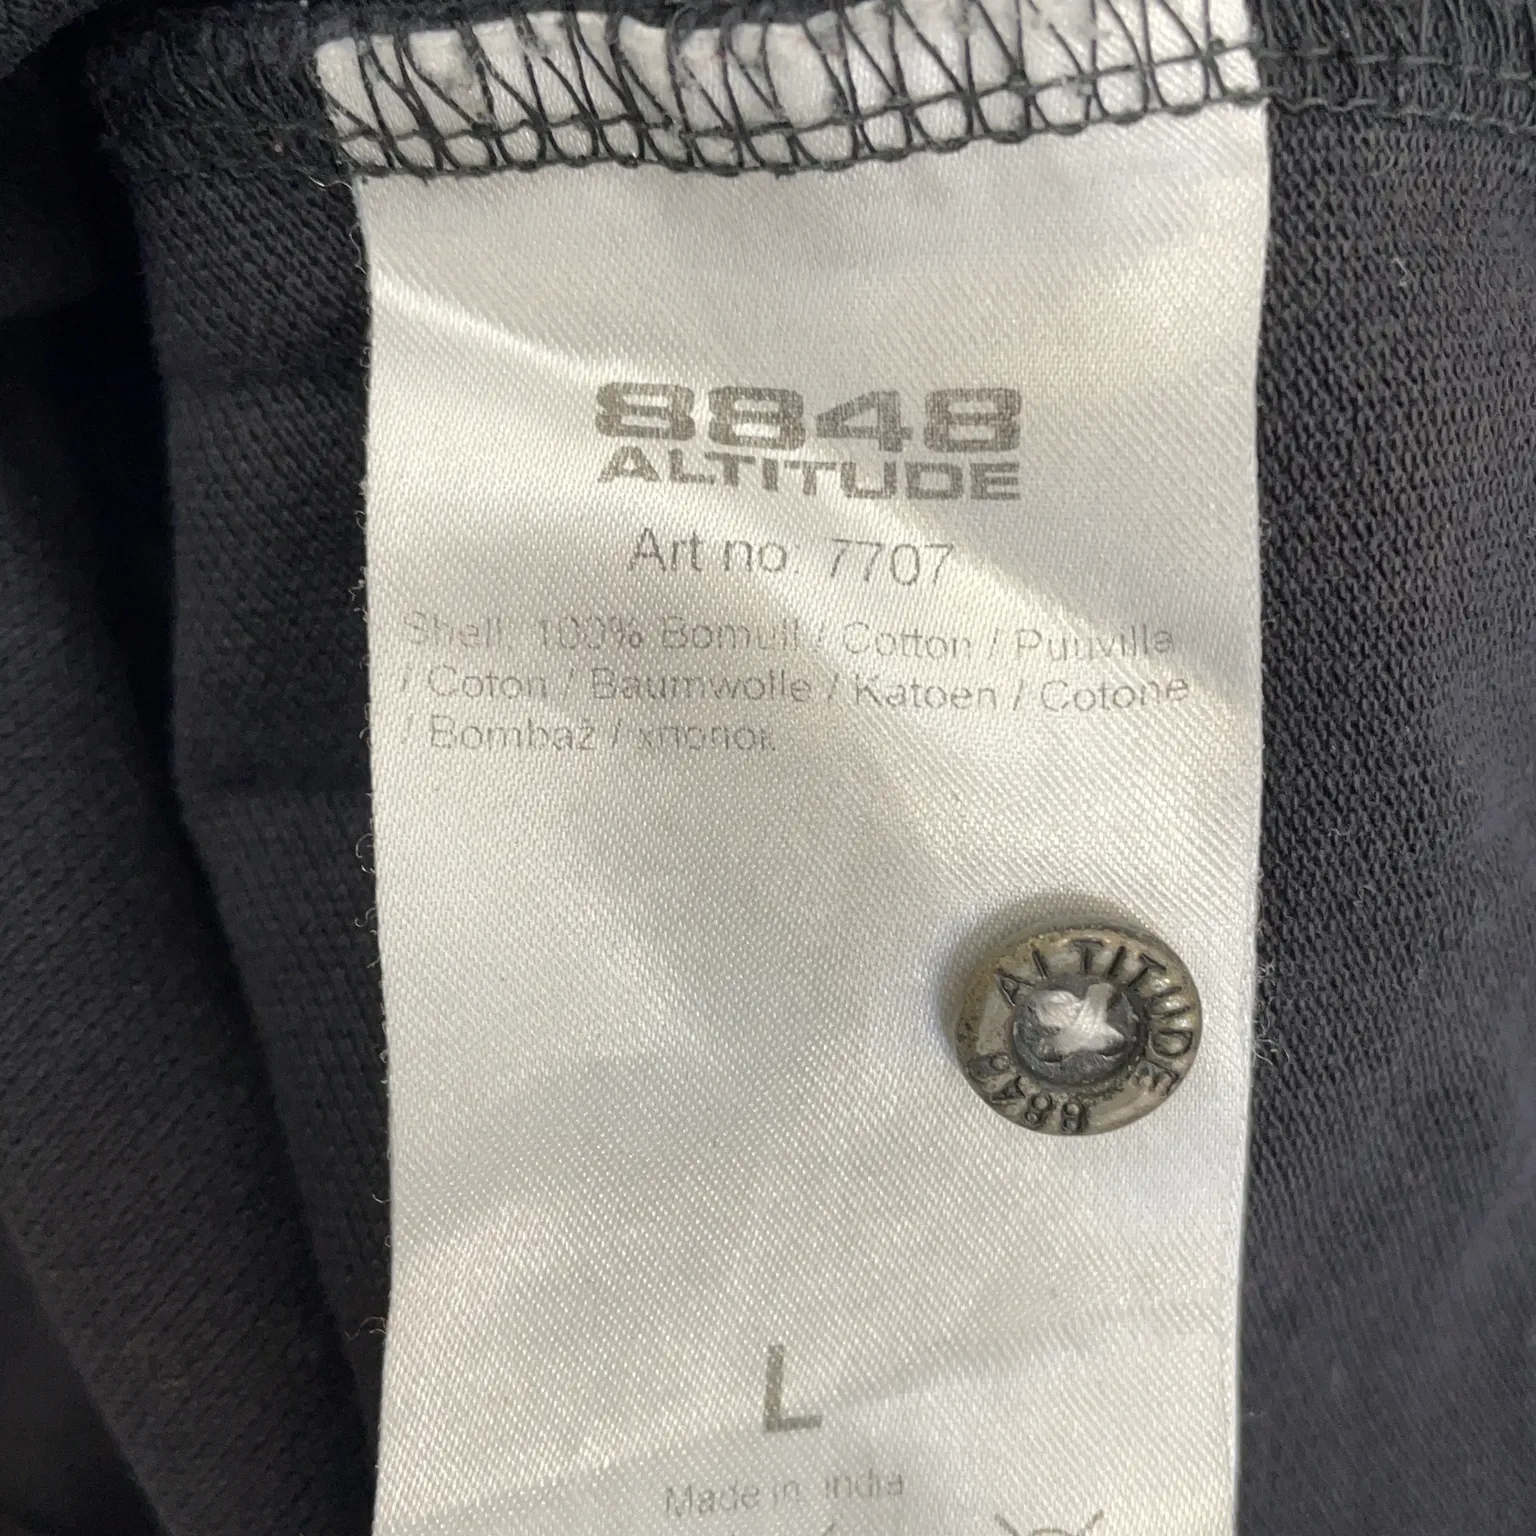 8848
ALTITUDE
Art no: 7707
Shell: 100% Bomull / Cotton / Puuvilla
/ Coton / Baumwolle / Katoen / Cotone
/ Bombaž / хлопок
ALTITUDE
8848
L
Made in India